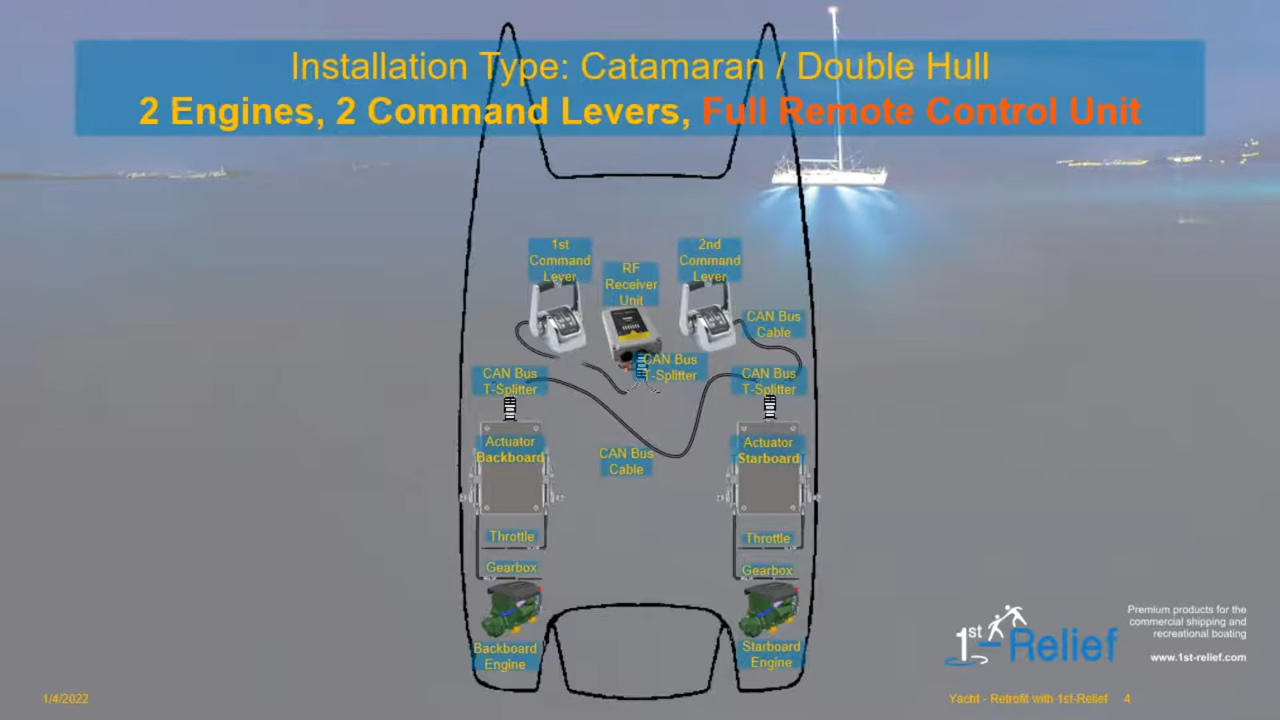 Installation Type: Catamaran / Double Hull
2 Engines, 2 Command Levers, Full Remote Control Unit
1st
Command
Lever
RF
Receiver
Unit
2nd
Command
Lever
CAN Bus
Cable
CAN Bus
T-Splitter
CAN Bus
T-Splitter
CAN Bus
T-Splitter
Actuator
Backboard
CAN Bus
Cable
Actuator
Starboard
Throttle
Throttle
Gearbox
Gearbox
Backboard
Engine
Starboard
Engine
1st
Relief
Premium products for the
commercial shipping and
recreational boating
www.1st-relief.com
1/4/2022
Yacht - Retrofit with 1st-Relief 4